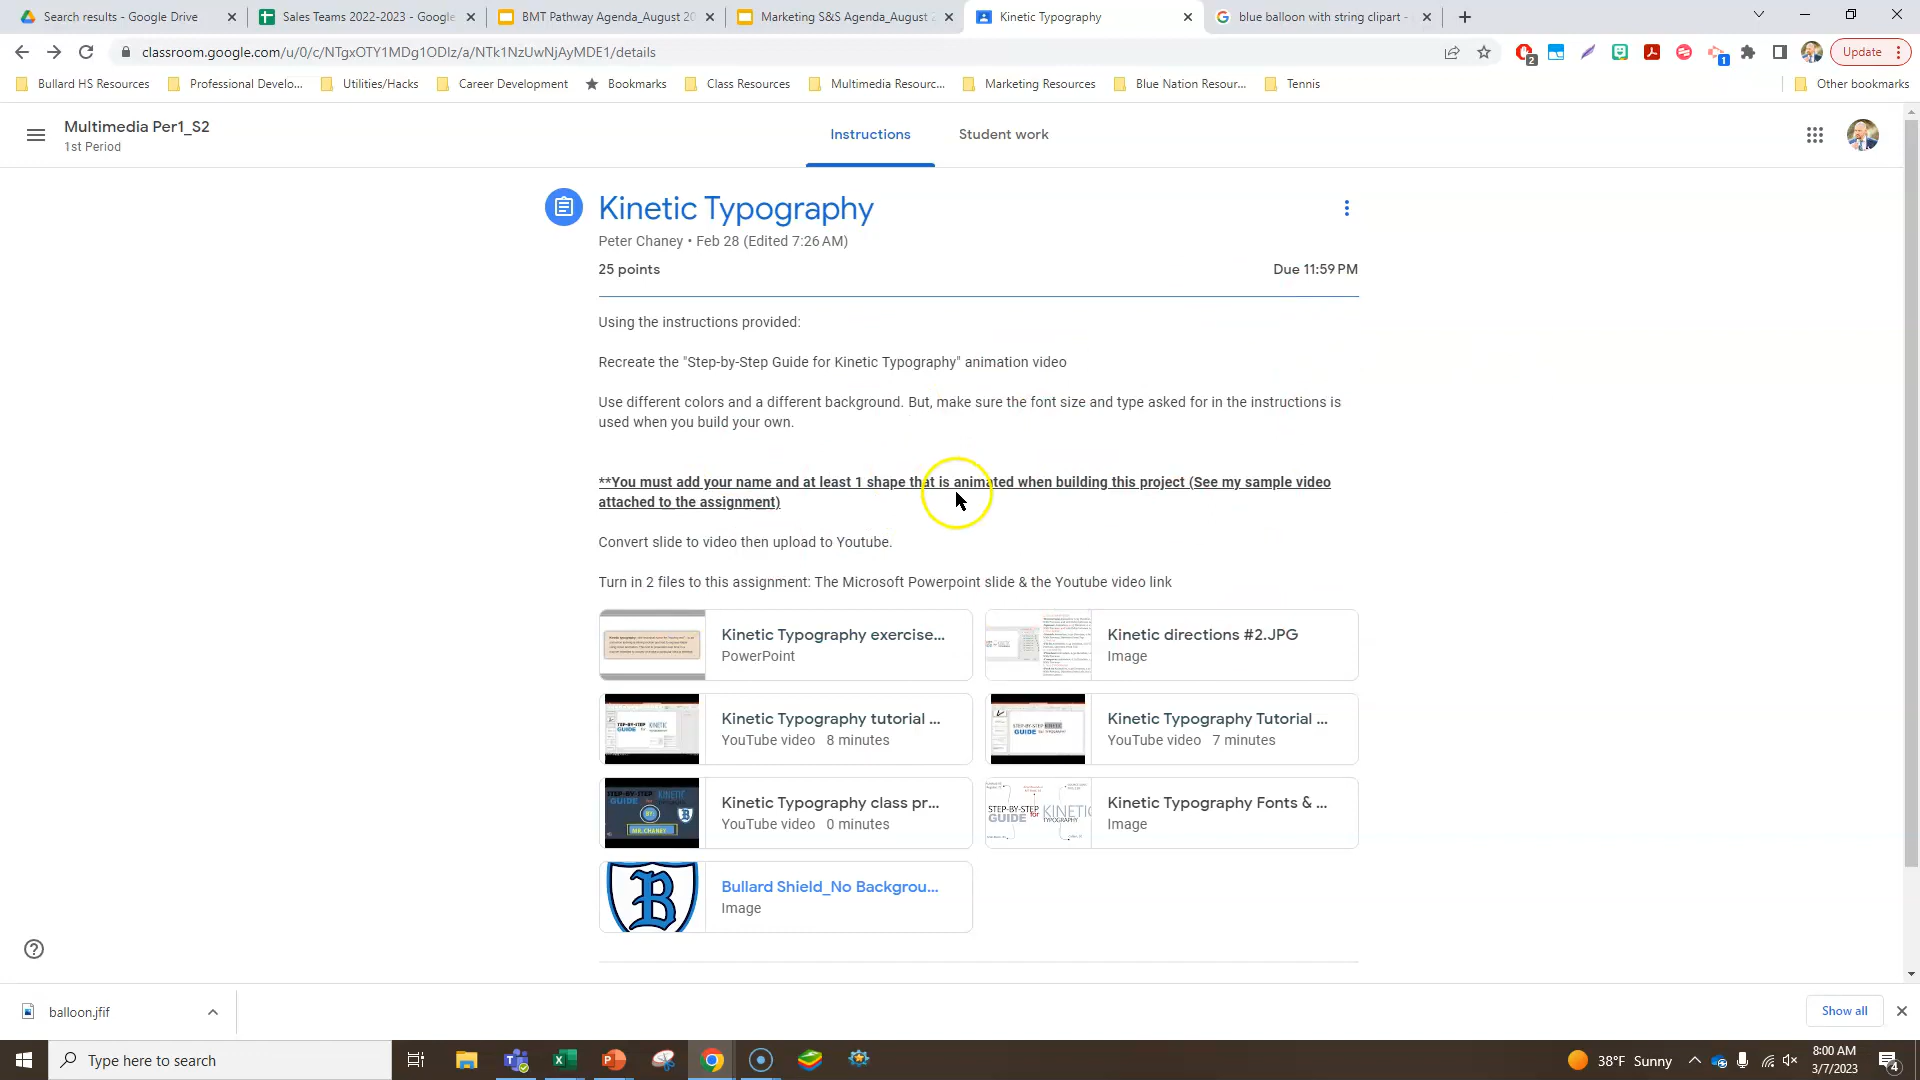 Search results - Google Drive
Sales Teams 2022-2023 - Google
BMT Pathway Agenda_August 20
Marketing S&S Agenda_August 2
Kinetic Typography
blue balloon with string clipart -
classroom.google.com/u/0/c/NTgxOTY1MDg1ODIz/a/NTk1NzUwNjAyMDE1/details
2
1
Update
Bullard HS Resources
Professional Develo...
Utilities/Hacks
Career Development
Bookmarks
Class Resources
Multimedia Resourc...
Marketing Resources
Blue Nation Resour...
Tennis
Other bookmarks
Multimedia Per1_S2
1st Period
Instructions
Student work
Kinetic Typography
Peter Chaney • Feb 28 (Edited 7:26 AM)
25 points
Due 11:59 PM
Using the instructions provided:
Recreate the "Step-by-Step Guide for Kinetic Typography" animation video
Use different colors and a different background. But, make sure the font size and type asked for in the instructions is
used when you build your own.
**You must add your name and at least 1 shape that is animated when building this project (See my sample video
attached to the assignment)
Convert slide to video then upload to Youtube.
Turn in 2 files to this assignment: The Microsoft Powerpoint slide & the Youtube video link
Kinetic Typography exercise...
PowerPoint
Kinetic directions #2.JPG
Image
Kinetic Typography tutorial ...
YouTube video 8 minutes
Kinetic Typography Tutorial ...
YouTube video 7 minutes
Kinetic Typography class pr...
YouTube video 0 minutes
Kinetic Typography Fonts & ...
Image
Bullard Shield_No Backgrou...
Image
balloon.jfif
Show all
Type here to search
38°F Sunny
8:00 AM
3/7/2023
4